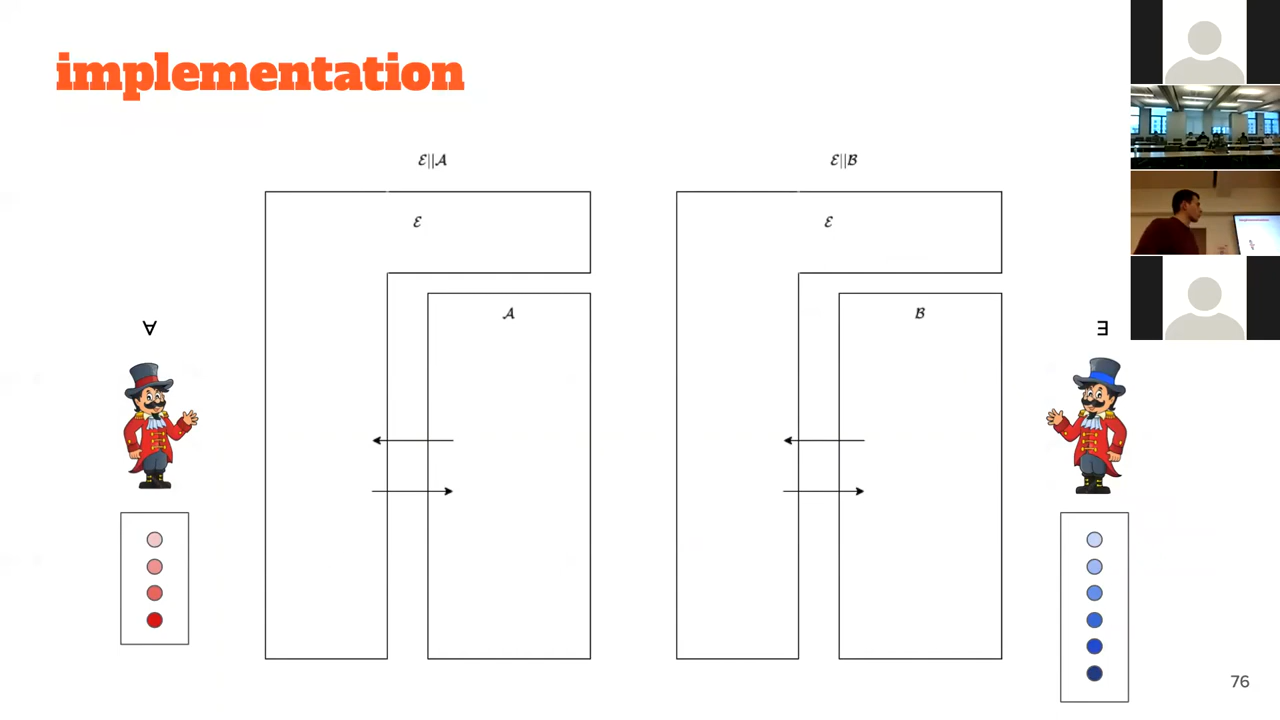 implementation
ℰ||𝒜
ℰ||ℬ
ℰ
ℰ
𝒜
ℬ
∀
∃
76